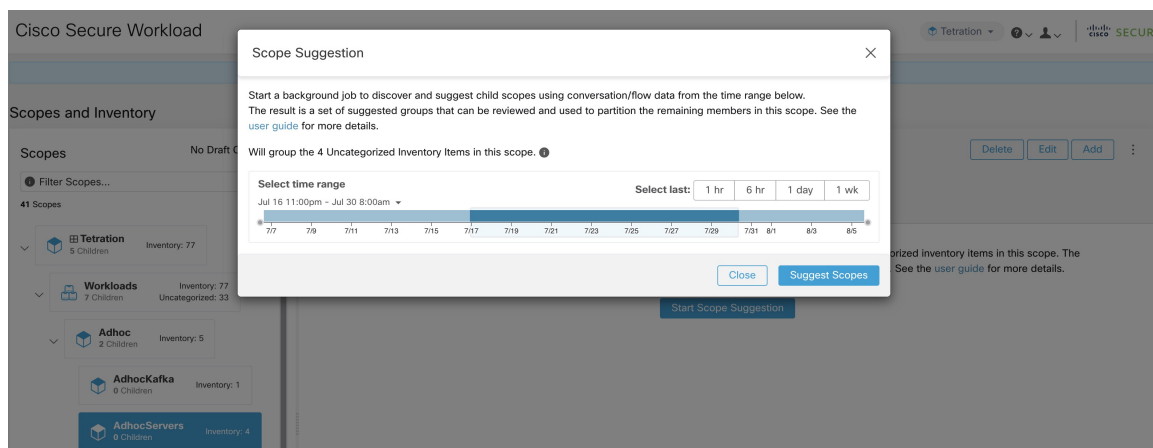 Cisco Secure Workload
Tetration
cisco SECUR
Scope Suggestion
Start a background job to discover and suggest child scopes using conversation/flow data from the time range below.
The result is a set of suggested groups that can be reviewed and used to partition the remaining members in this scope. See the
user guide for more details.
Will group the 4 Uncategorized Inventory Items in this scope.
Select time range
Select last: 1 hr 6 hr 1 day 1 wk
Jul 16 11:00pm - Jul 30 8:00am
7/7 7/9 7/11 7/13 7/15 7/17 7/19 7/21 7/23 7/25 7/27 7/29 7/31 8/1 8/3 8/5
Close Suggest Scopes
Scopes and Inventory
Scopes No Draft
Delete Edit Add
Filter Scopes...
41 Scopes
Tetration
5 Children
Inventory: 77
orized inventory items in this scope. The
. See the user guide for more details.
Workloads
7 Children
Inventory: 77
Uncategorized: 33
Start Scope Suggestion
Adhoc
2 Children
Inventory: 5
AdhocKafka
0 Children
Inventory: 1
AdhocServers
0 Children
Inventory: 4